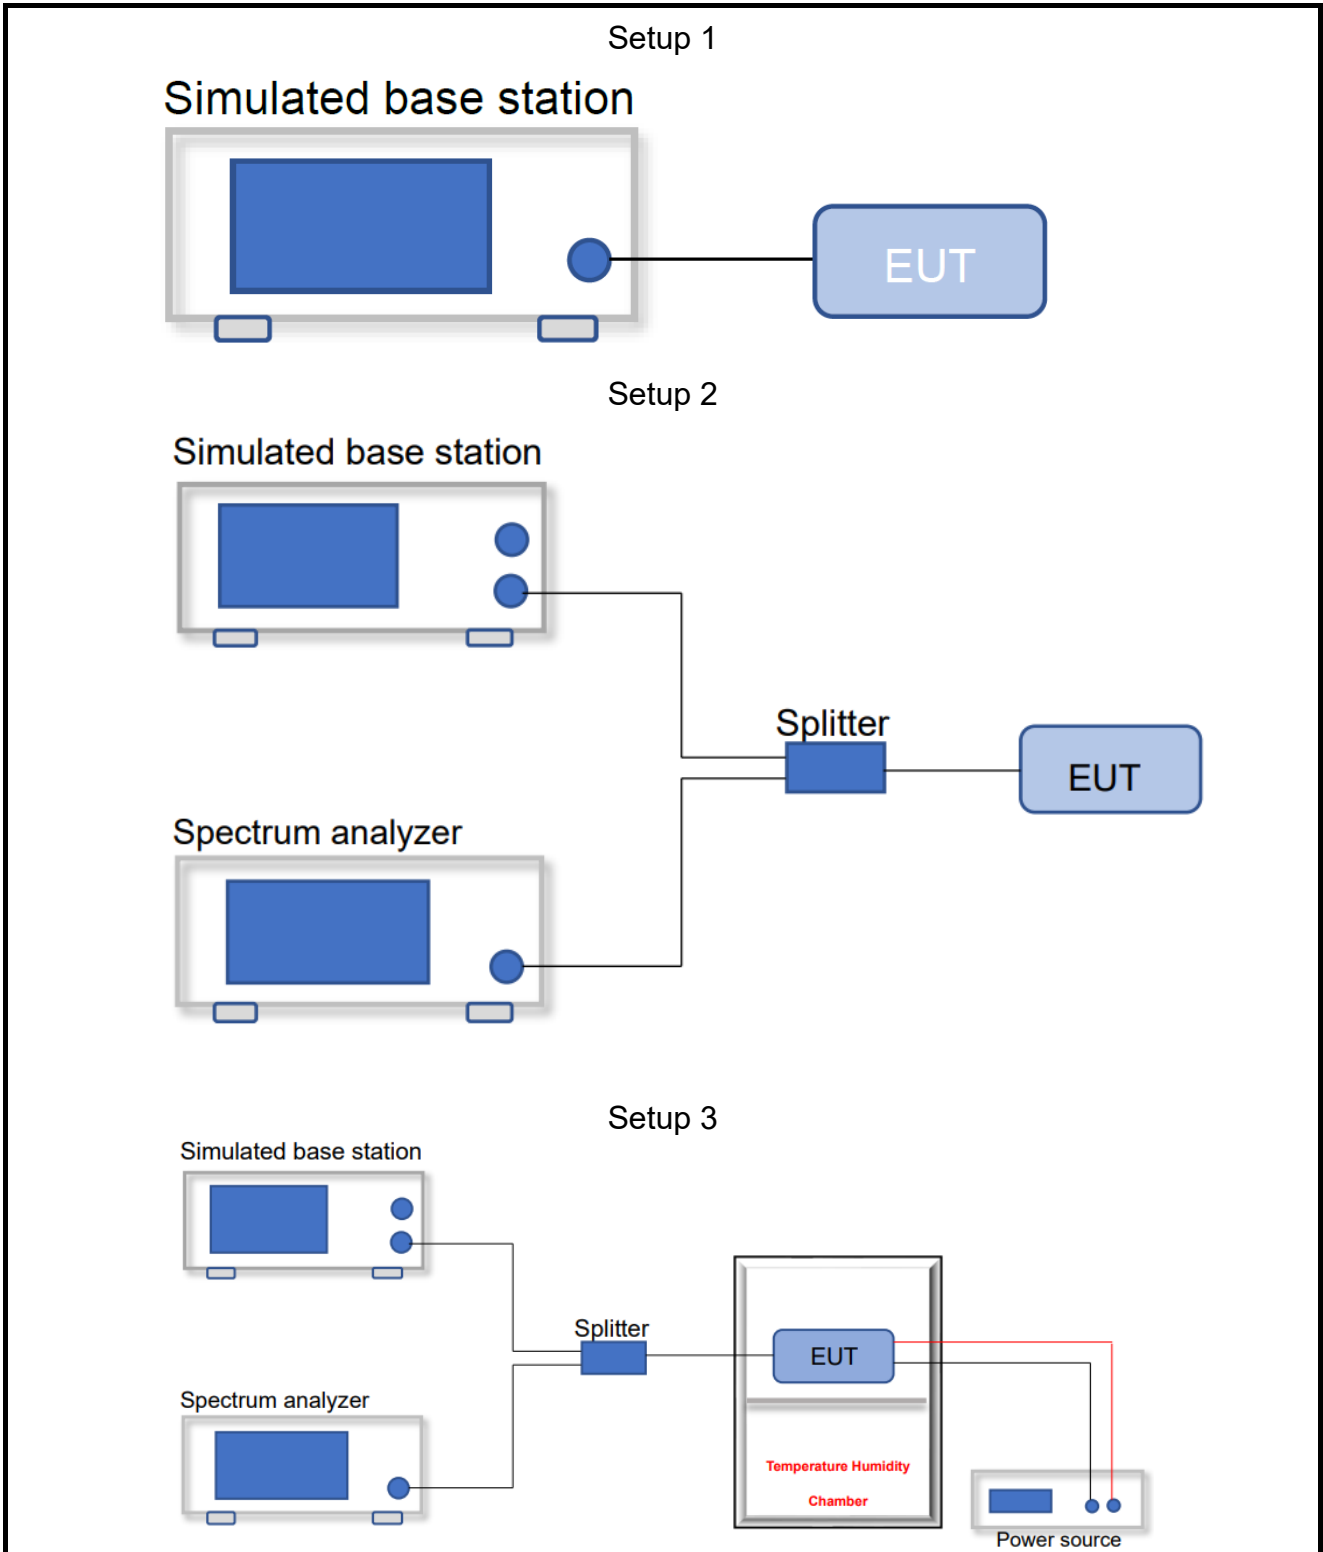 Setup 1
Simulated base station
EUT
Setup 2
Simulated base station
Splitter
EUT
Spectrum analyzer
Setup 3
Simulated base station
Splitter
EUT
Spectrum analyzer
Temperature Humidity
Chamber
Power source